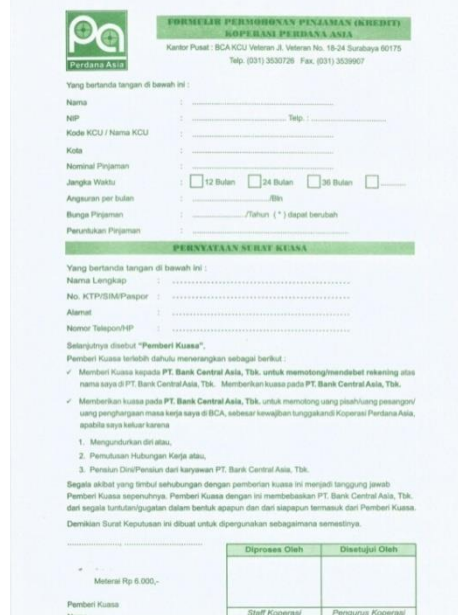 Perdana Asia
FORMULIR PERMOHONAN PINJAMAN (KREDIT)
KOPERASI PERDANA ASIA
Kantor Pusat : BCA KCU Veteran Jl. Veteran No. 18-24 Surabaya 60175
Telp. (031) 3530726 Fax. (031) 3539907
Yang bertanda tangan di bawah ini :
Nama : ....................
NIP : .................... Telp. : ....................
Kode KCU / Nama KCU : ....................
Kota : ....................
Nominal Pinjaman : ....................
Jangka Waktu : 12 Bulan 24 Bulan 36 Bulan ..........
Angsuran per bulan : ..................../Bln
Bunga Pinjaman : ............../Tahun ( * ) dapat berubah
Peruntukan Pinjaman : ....................
PERNYATAAN SURAT KUASA
Yang bertanda tangan di bawah ini :
Nama Lengkap : ....................
No. KTP/SIM/Paspor : ....................
Alamat : ....................
Nomor Telepon/HP : ....................
Selanjutnya disebut "Pemberi Kuasa",
Pemberi Kuasa terlebih dahulu menerangkan sebagai berikut :
✓ Memberi Kuasa kepada PT. Bank Central Asia, Tbk. untuk memotong/mendebet rekening atas
nama saya di PT. Bank Central Asia, Tbk. Memberikan kuasa pada PT. Bank Central Asia, Tbk.
✓ Memberikan kuasa pada PT. Bank Central Asia, Tbk, untuk memotong uang pisah/uang pesangon/
uang penghargaan masa kerja saya di BCA, sebesar kewajiban tunggakandi Koperasi Perdana Asia,
apabila saya keluar karena
1. Mengundurkan diri atau,
2. Pemutusan Hubungan Kerja atau,
3. Pensiun Dini/Pensiun dari karyawan PT. Bank Central Asia, Tbk.
Segala akibat yang timbul sehubungan dengan pemberian kuasa ini menjadi tanggung jawab
Pemberi Kuasa sepenuhnya. Pemberi Kuasa dengan ini membebaskan PT. Bank Central Asia, Tbk.
dari segala tuntutan/gugatan dalam bentuk apapun dan dari siapapun termasuk dari Pemberi Kuasa.
Demikian Surat Keputusan ini dibuat untuk dipergunakan sebagaimana semestinya.
...................., ....................
Diproses Oleh Disetujui Oleh
Meterai Rp 6.000,-
Pemberi Kuasa
Staff Koperasi Pengurus Koperasi